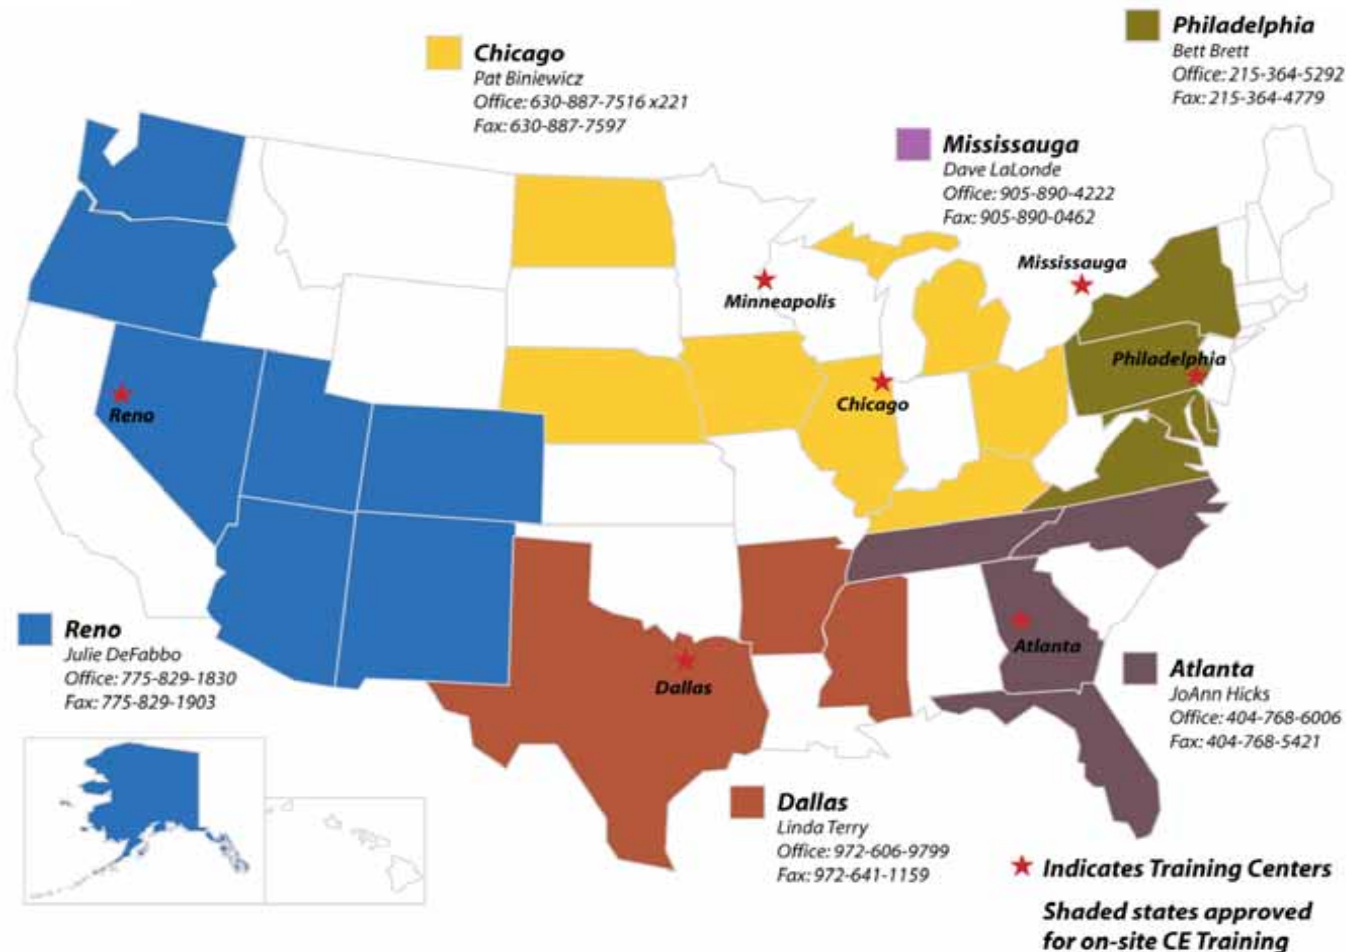 Philadelphia
Bett Brett
Office: 215-364-5292
Fax: 215-364-4779
Chicago
Pat Biniewicz
Office: 630-887-7516 x221
Fax: 630-887-7597
Mississauga
Dave LaLonde
Office: 905-890-4222
Fax: 905-890-0462
Mississauga
Minneapolis
Philadelphia
Chicago
Reno
Reno
Julie DeFabbo
Office: 775-829-1830
Fax: 775-829-1903
Atlanta
Dallas
Atlanta
JoAnn Hicks
Office: 404-768-6006
Fax: 404-768-5421
Dallas
Linda Terry
Office: 972-606-9799
Fax: 972-641-1159
Indicates Training Centers
Shaded states approved
for on-site CE Training